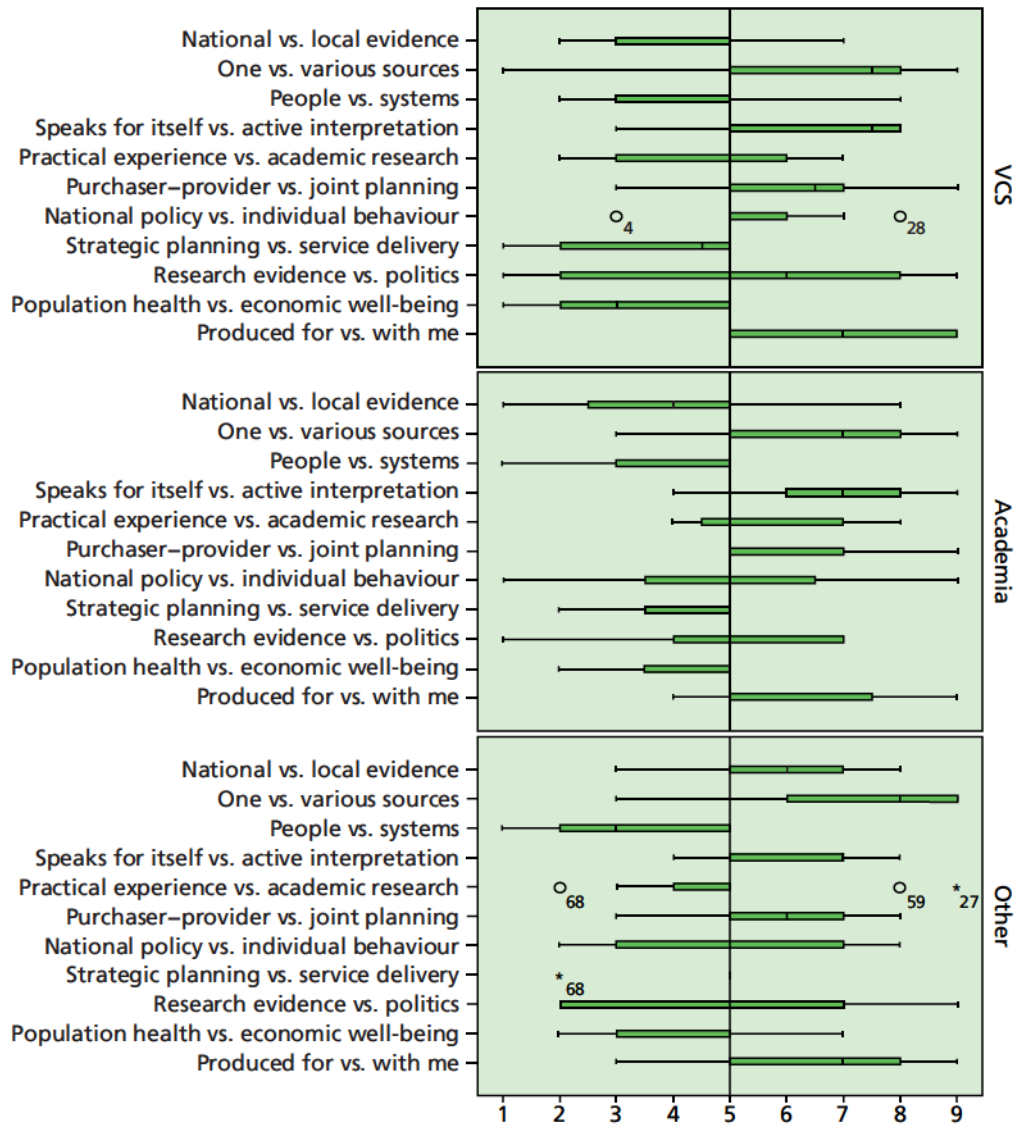 National vs. local evidence
One vs. various sources
People vs. systems
Speaks for itself vs. active interpretation
Practical experience vs. academic research
Purchaser–provider vs. joint planning
National policy vs. individual behaviour
4
28
Strategic planning vs. service delivery
Research evidence vs. politics
Population health vs. economic well-being
Produced for vs. with me
VCS
National vs. local evidence
One vs. various sources
People vs. systems
Speaks for itself vs. active interpretation
Practical experience vs. academic research
Purchaser–provider vs. joint planning
National policy vs. individual behaviour
Strategic planning vs. service delivery
Research evidence vs. politics
Population health vs. economic well-being
Produced for vs. with me
Academia
National vs. local evidence
One vs. various sources
People vs. systems
Speaks for itself vs. active interpretation
Practical experience vs. academic research
68
59
*27
Purchaser–provider vs. joint planning
National policy vs. individual behaviour
Strategic planning vs. service delivery
*68
Research evidence vs. politics
Population health vs. economic well-being
Produced for vs. with me
Other
1 2 3 4 5 6 7 8 9